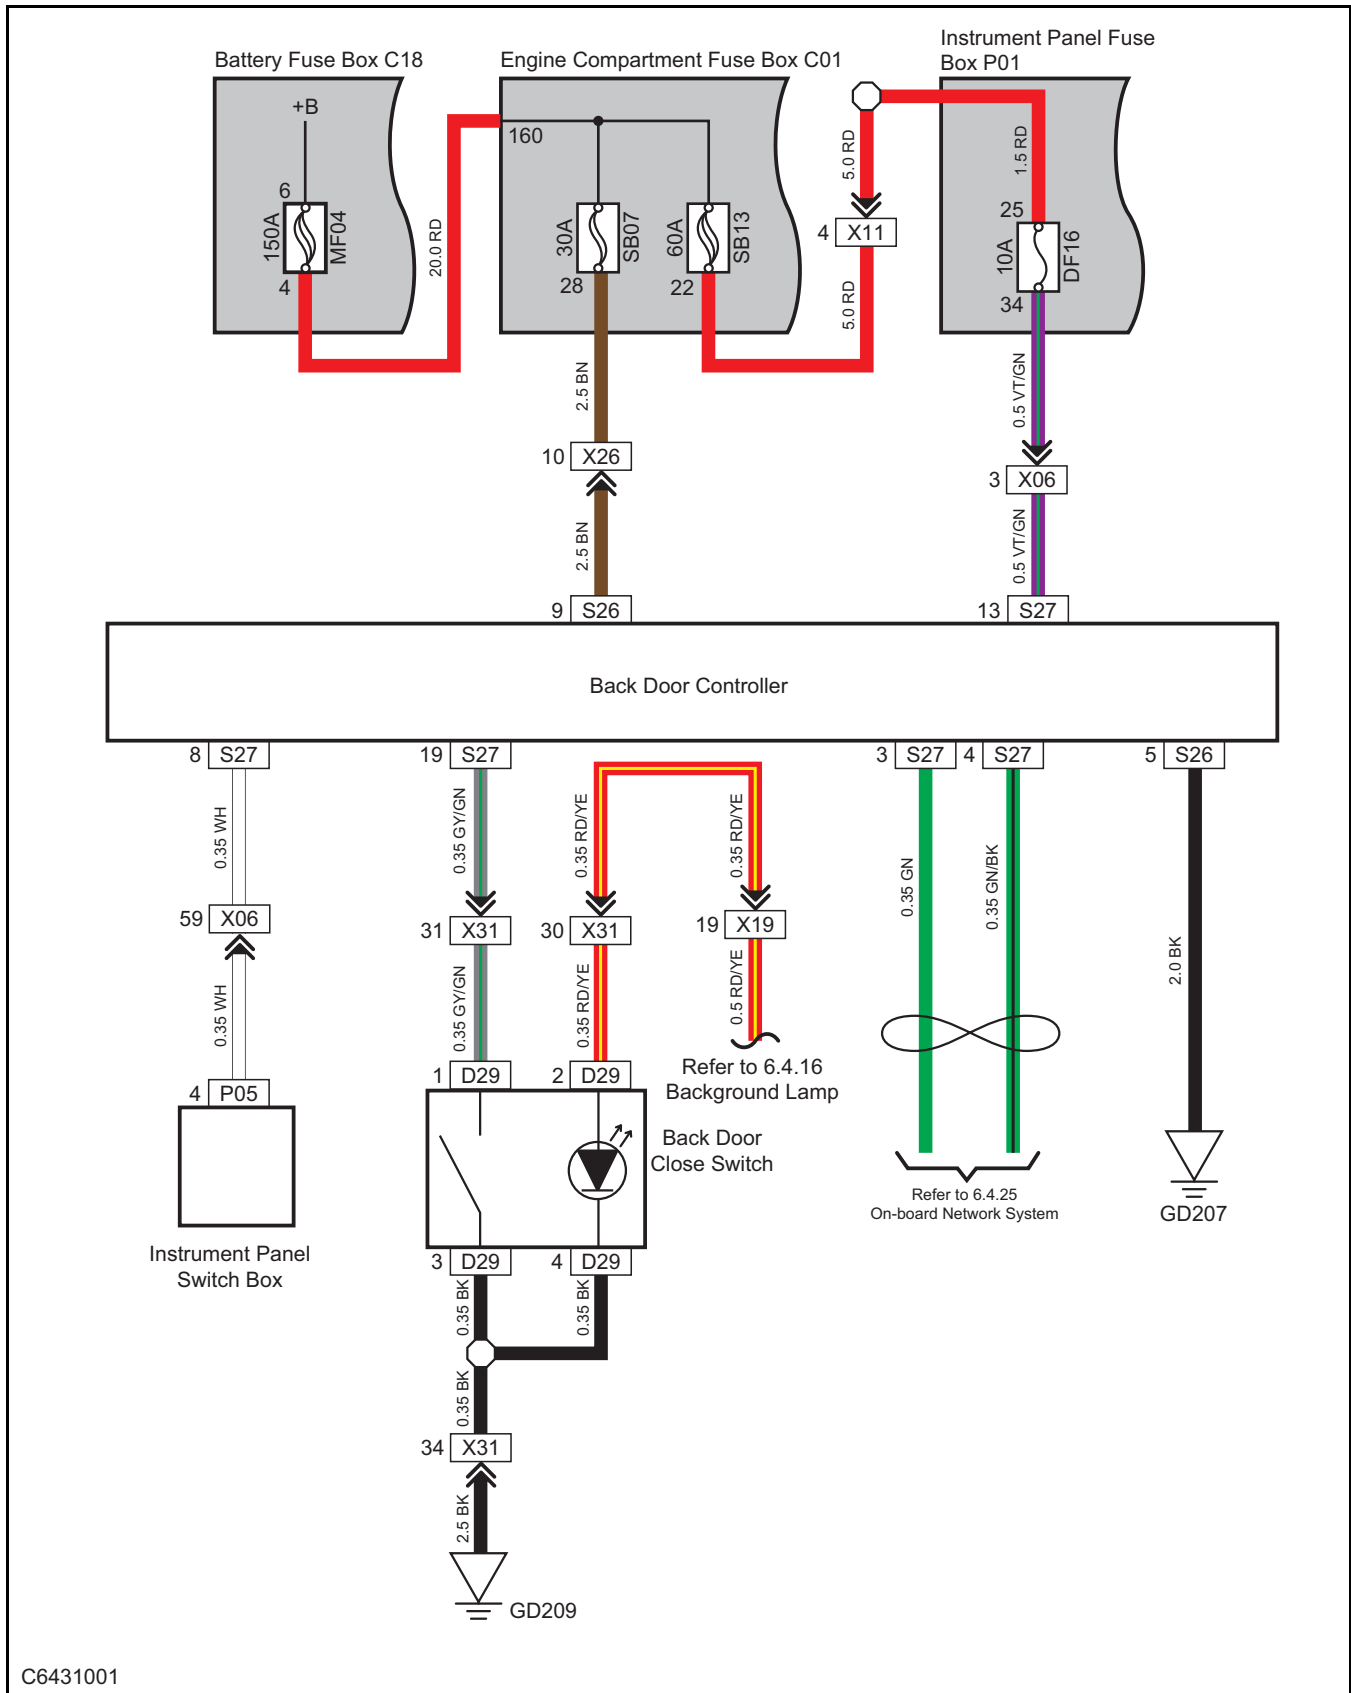 Battery Fuse Box C18
Engine Compartment Fuse Box C01
Instrument Panel Fuse
Box P01
+B
6
150A
MF04
4
20.0 RD
160
30A
SB07
28
60A
SB13
22
5.0 RD
4 X11
5.0 RD
1.5 RD
25
10A
DF16
34
2.5 BN
10 X26
2.5 BN
0.5 VT/GN
3 X06
0.5 VT/GN
9 S26
13 S27
Back Door Controller
8 S27
19 S27
3 S27
4 S27
5 S26
0.35 WH
59 X06
0.35 WH
4 P05
Instrument Panel
Switch Box
0.35 GY/GN
31 X31
0.35 GY/GN
1 D29
0.35 RD/YE
30 X31
0.35 RD/YE
2 D29
0.35 RD/YE
19 X19
0.5 RD/YE
Refer to 6.4.16
Background Lamp
Back Door
Close Switch
0.35 GN
0.35 GN/BK
Refer to 6.4.25
On-board Network System
2.0 BK
GD207
3 D29
4 D29
0.35 BK
0.35 BK
0.35 BK
34 X31
2.5 BK
GD209
C6431001